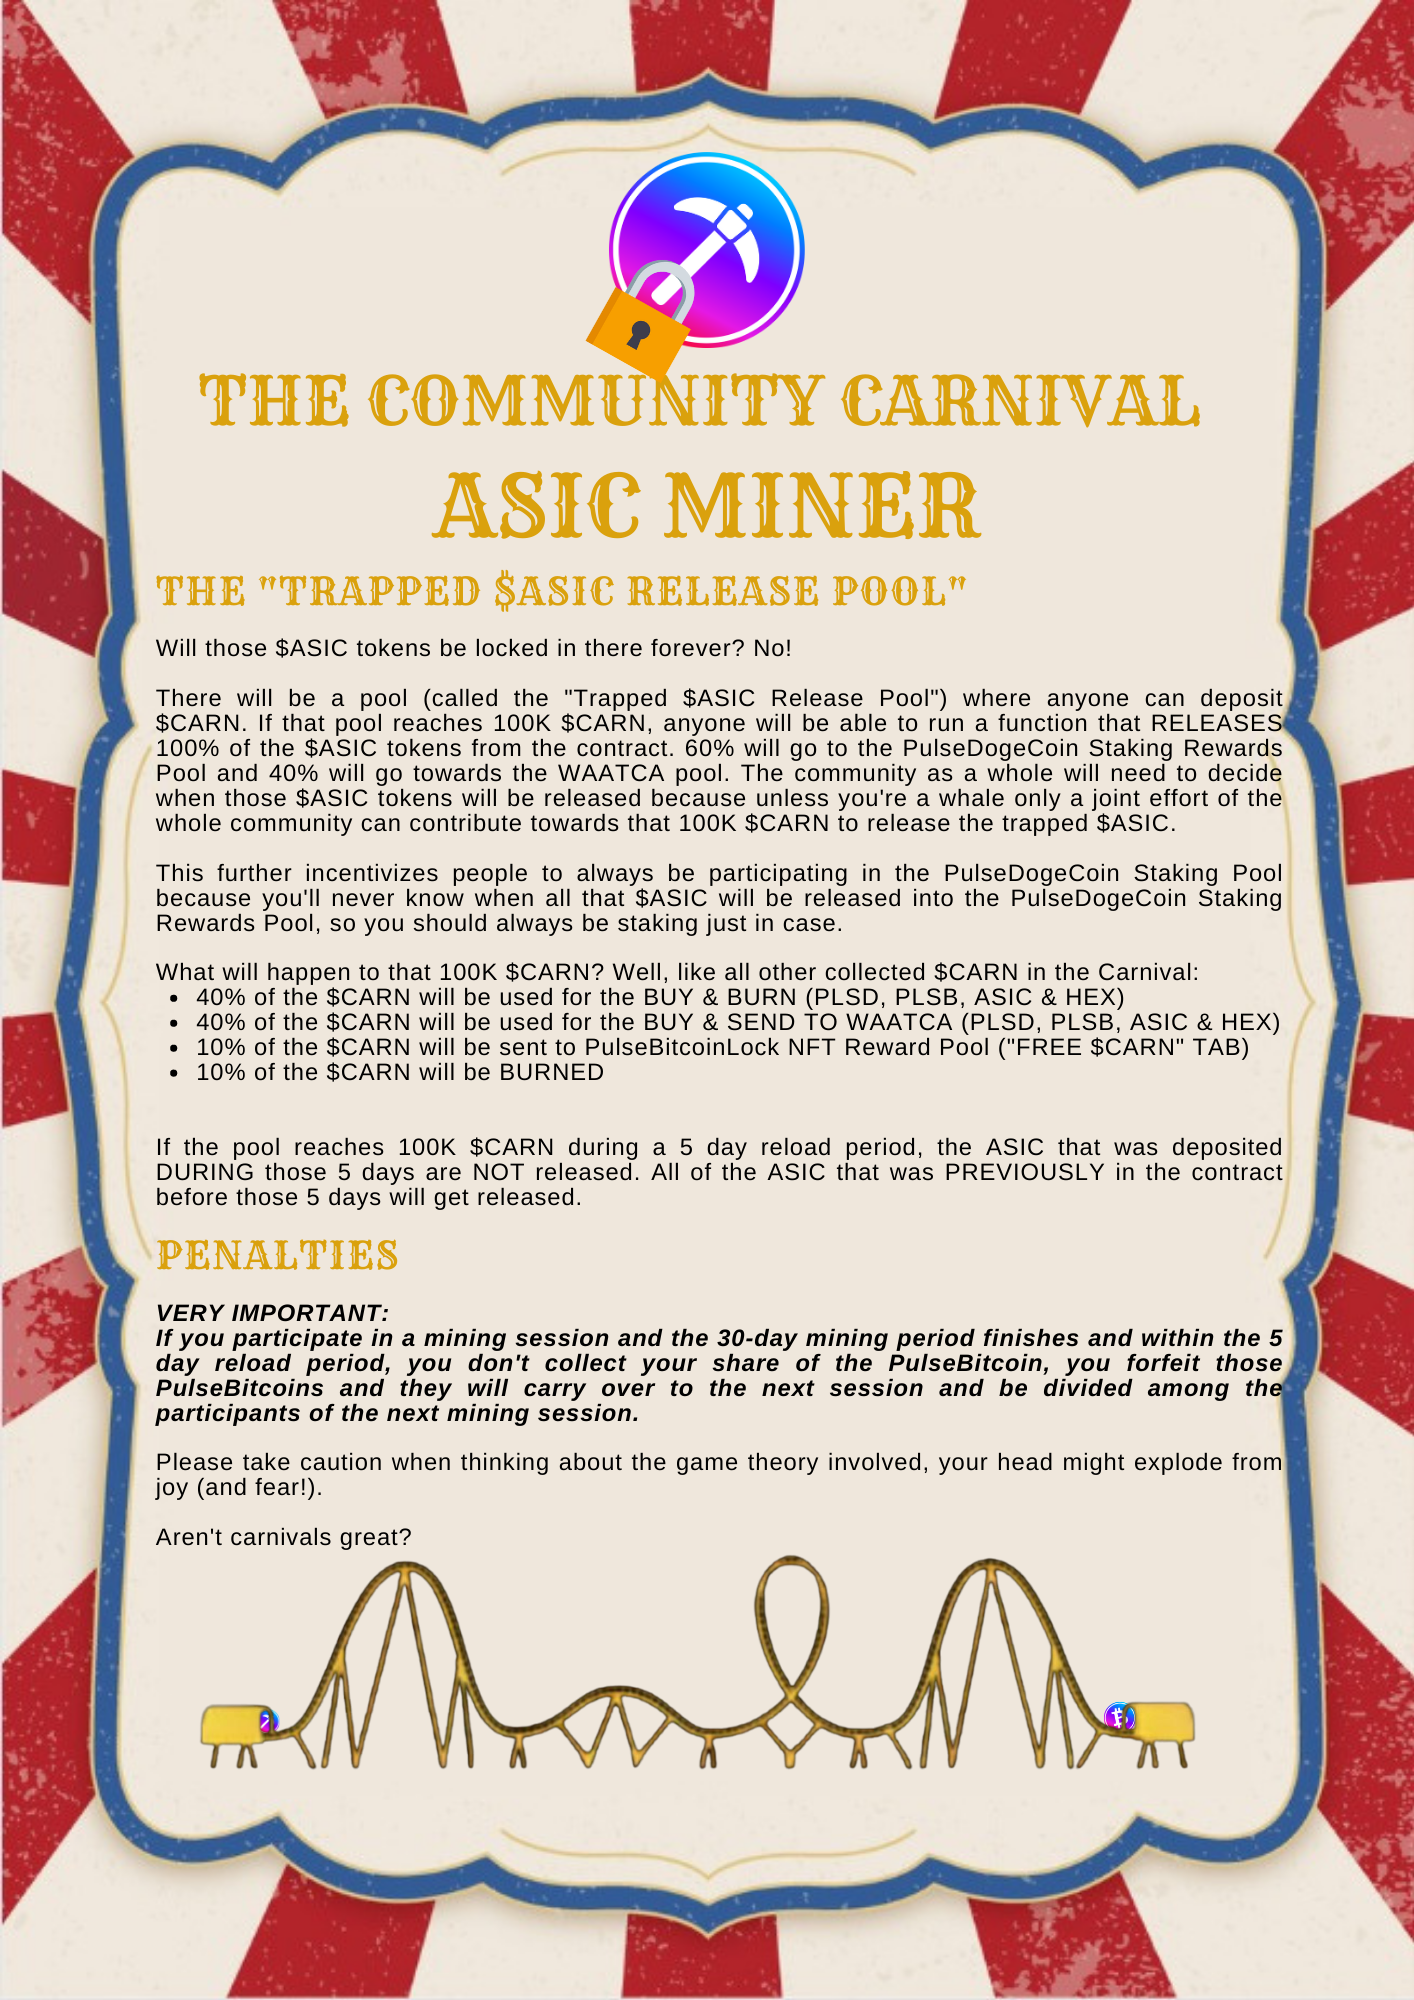 THE COMMUNITY CARNIVAL
ASIC MINER
THE "TRAPPED $ASIC RELEASE POOL"
Will those $ASIC tokens be locked in there forever? No!
There will be a pool (called the "Trapped $ASIC Release Pool") where anyone can deposit
$CARN. If that pool reaches 100K $CARN, anyone will be able to run a function that RELEASES
100% of the $ASIC tokens from the contract. 60% will go to the PulseDogeCoin Staking Rewards
Pool and 40% will go towards the WAATCA pool. The community as a whole will need to decide
when those $ASIC tokens will be released because unless you're a whale only a joint effort of the
whole community can contribute towards that 100K $CARN to release the trapped $ASIC.
This further incentivizes people to always be participating in the PulseDogeCoin Staking Pool
because you'll never know when all that $ASIC will be released into the PulseDogeCoin Staking
Rewards Pool, so you should always be staking just in case.
What will happen to that 100K $CARN? Well, like all other collected $CARN in the Carnival:
• 40% of the $CARN will be used for the BUY & BURN (PLSD, PLSB, ASIC & HEX)
• 40% of the $CARN will be used for the BUY & SEND TO WAATCA (PLSD, PLSB, ASIC & HEX)
• 10% of the $CARN will be sent to PulseBitcoinLock NFT Reward Pool ("FREE $CARN" TAB)
• 10% of the $CARN will be BURNED
If the pool reaches 100K $CARN during a 5 day reload period, the ASIC that was deposited
DURING those 5 days are NOT released. All of the ASIC that was PREVIOUSLY in the contract
before those 5 days will get released.
PENALTIES
VERY IMPORTANT:
If you participate in a mining session and the 30-day mining period finishes and within the 5
day reload period, you don't collect your share of the PulseBitcoin, you forfeit those
PulseBitcoins and they will carry over to the next session and be divided among the
participants of the next mining session.
Please take caution when thinking about the game theory involved, your head might explode from
joy (and fear!).
Aren't carnivals great?